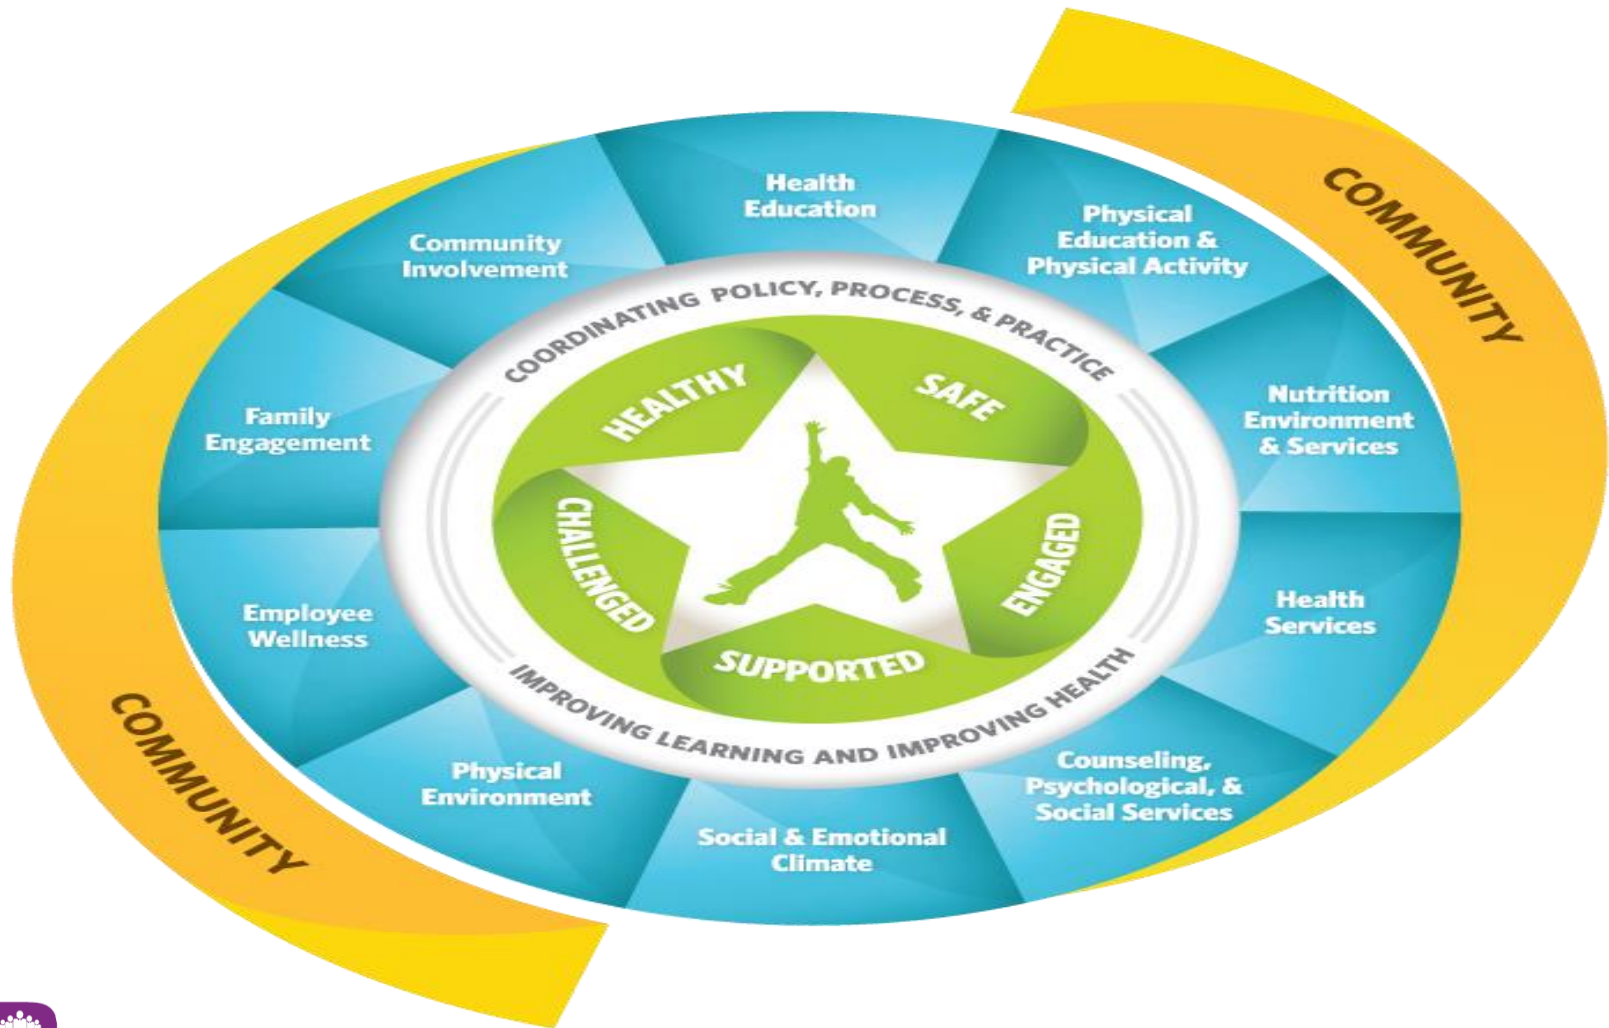 COMMUNITY
Health
Education
Physical
Education &
Physical Activity
Nutrition
Environment
& Services
Health
Services
Counseling,
Psychological, &
Social Services
Social & Emotional
Climate
Physical
Environment
Employee
Wellness
Family
Engagement
Community
Involvement
COORDINATING POLICY, PROCESS, & PRACTICE
IMPROVING LEARNING AND IMPROVING HEALTH
HEALTHY
SAFE
ENGAGED
SUPPORTED
CHALLENGED
COMMUNITY